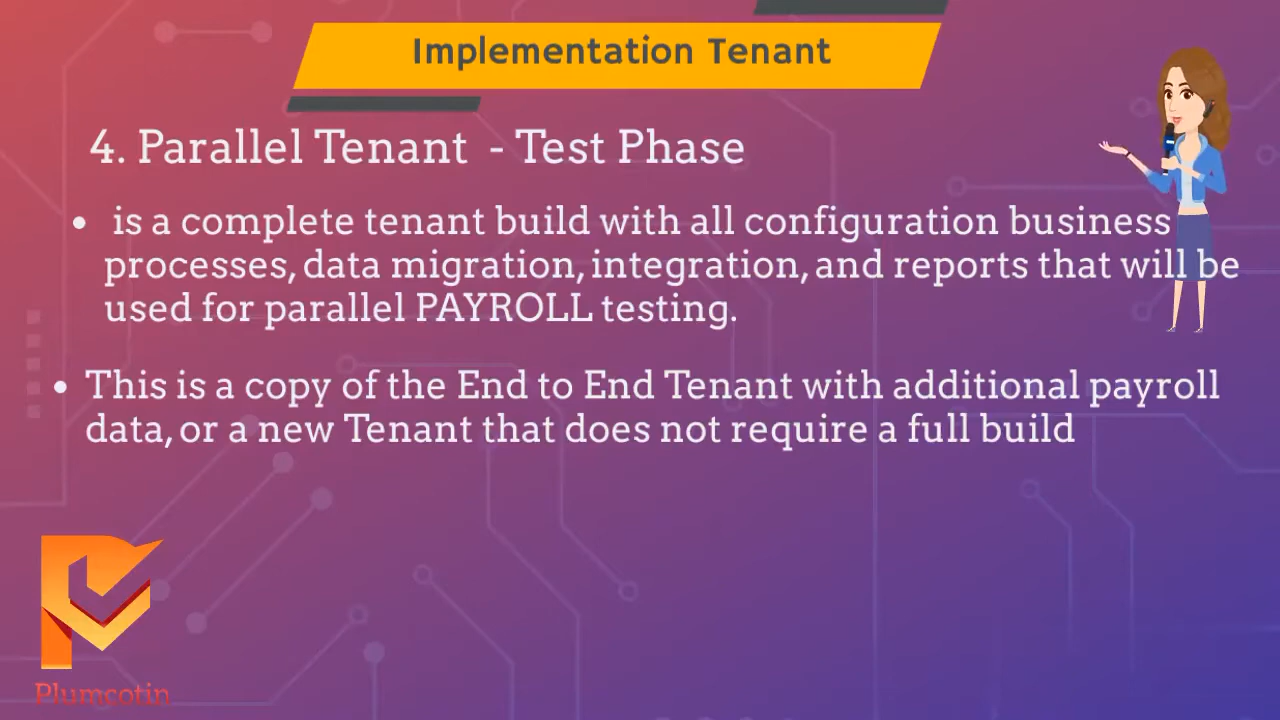 Implementation Tenant
4. Parallel Tenant - Test Phase
• is a complete tenant build with all configuration business
processes, data migration, integration, and reports that will be
used for parallel PAYROLL testing.
• This is a copy of the End to End Tenant with additional payroll
data, or a new Tenant that does not require a full build
Plumcotin